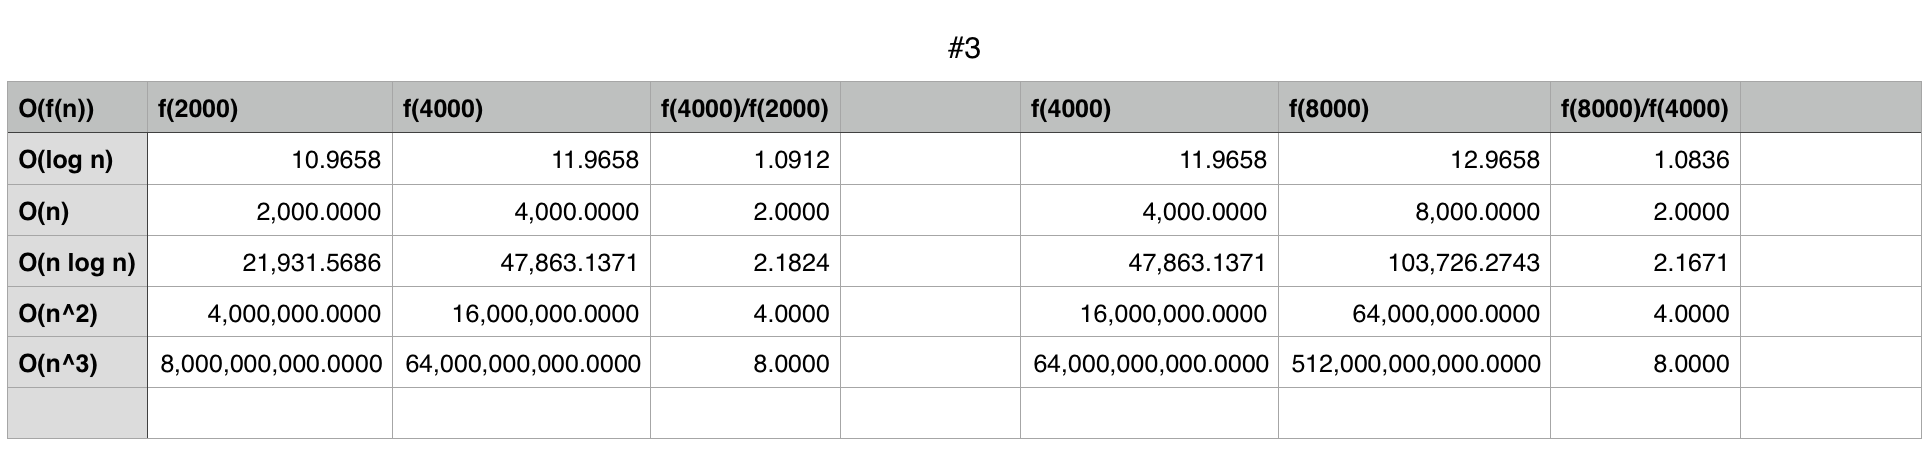 #3
O(f(n)) f(2000) f(4000) f(4000)/f(2000) f(4000) f(8000) f(8000)/f(4000)
O(log n) 10.9658 11.9658 1.0912 11.9658 12.9658 1.0836
O(n) 2,000.0000 4,000.0000 2.0000 4,000.0000 8,000.0000 2.0000
O(n log n) 21,931.5686 47,863.1371 2.1824 47,863.1371 103,726.2743 2.1671
O(n^2) 4,000,000.0000 16,000,000.0000 4.0000 16,000,000.0000 64,000,000.0000 4.0000
O(n^3) 8,000,000,000.0000 64,000,000,000.0000 8.0000 64,000,000,000.0000 512,000,000,000.0000 8.0000